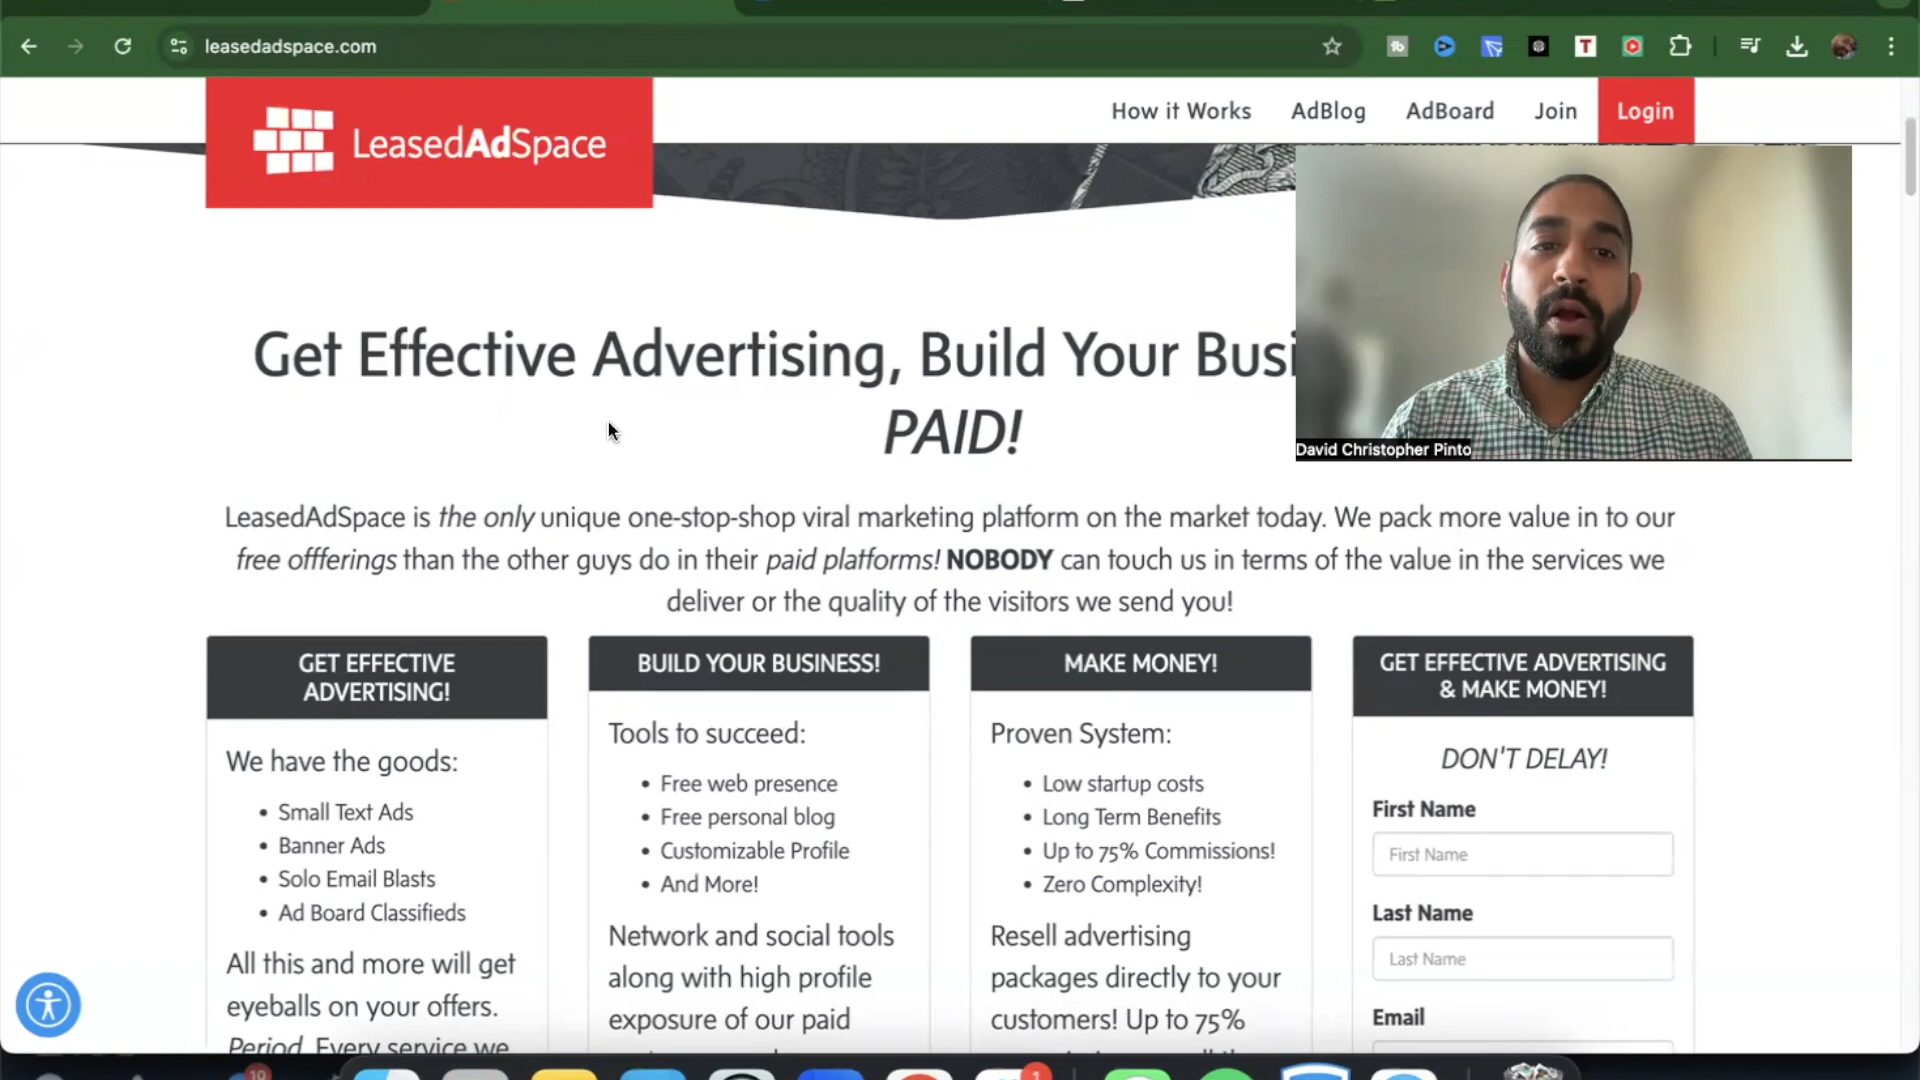 leasedadspace.com
tb
T
LeasedAdSpace
How it Works
AdBlog
AdBoard
Join
Login
David Christopher Pinto
Get Effective Advertising, Build Your Busi
PAID!
LeasedAdSpace is the only unique one-stop-shop viral marketing platform on the market today. We pack more value in to our
free offferings than the other guys do in their paid platforms! NOBODY can touch us in terms of the value in the services we
deliver or the quality of the visitors we send you!
GET EFFECTIVE
ADVERTISING!
We have the goods:
• Small Text Ads
• Banner Ads
• Solo Email Blasts
• Ad Board Classifieds
All this and more will get
eyeballs on your offers.
Period. Every service we
BUILD YOUR BUSINESS!
Tools to succeed:
• Free web presence
• Free personal blog
• Customizable Profile
• And More!
Network and social tools
along with high profile
exposure of our paid
MAKE MONEY!
Proven System:
• Low startup costs
• Long Term Benefits
• Up to 75% Commissions!
• Zero Complexity!
Resell advertising
packages directly to your
customers! Up to 75%
GET EFFECTIVE ADVERTISING
& MAKE MONEY!
DON'T DELAY!
First Name
First Name
Last Name
Last Name
Email
19
1